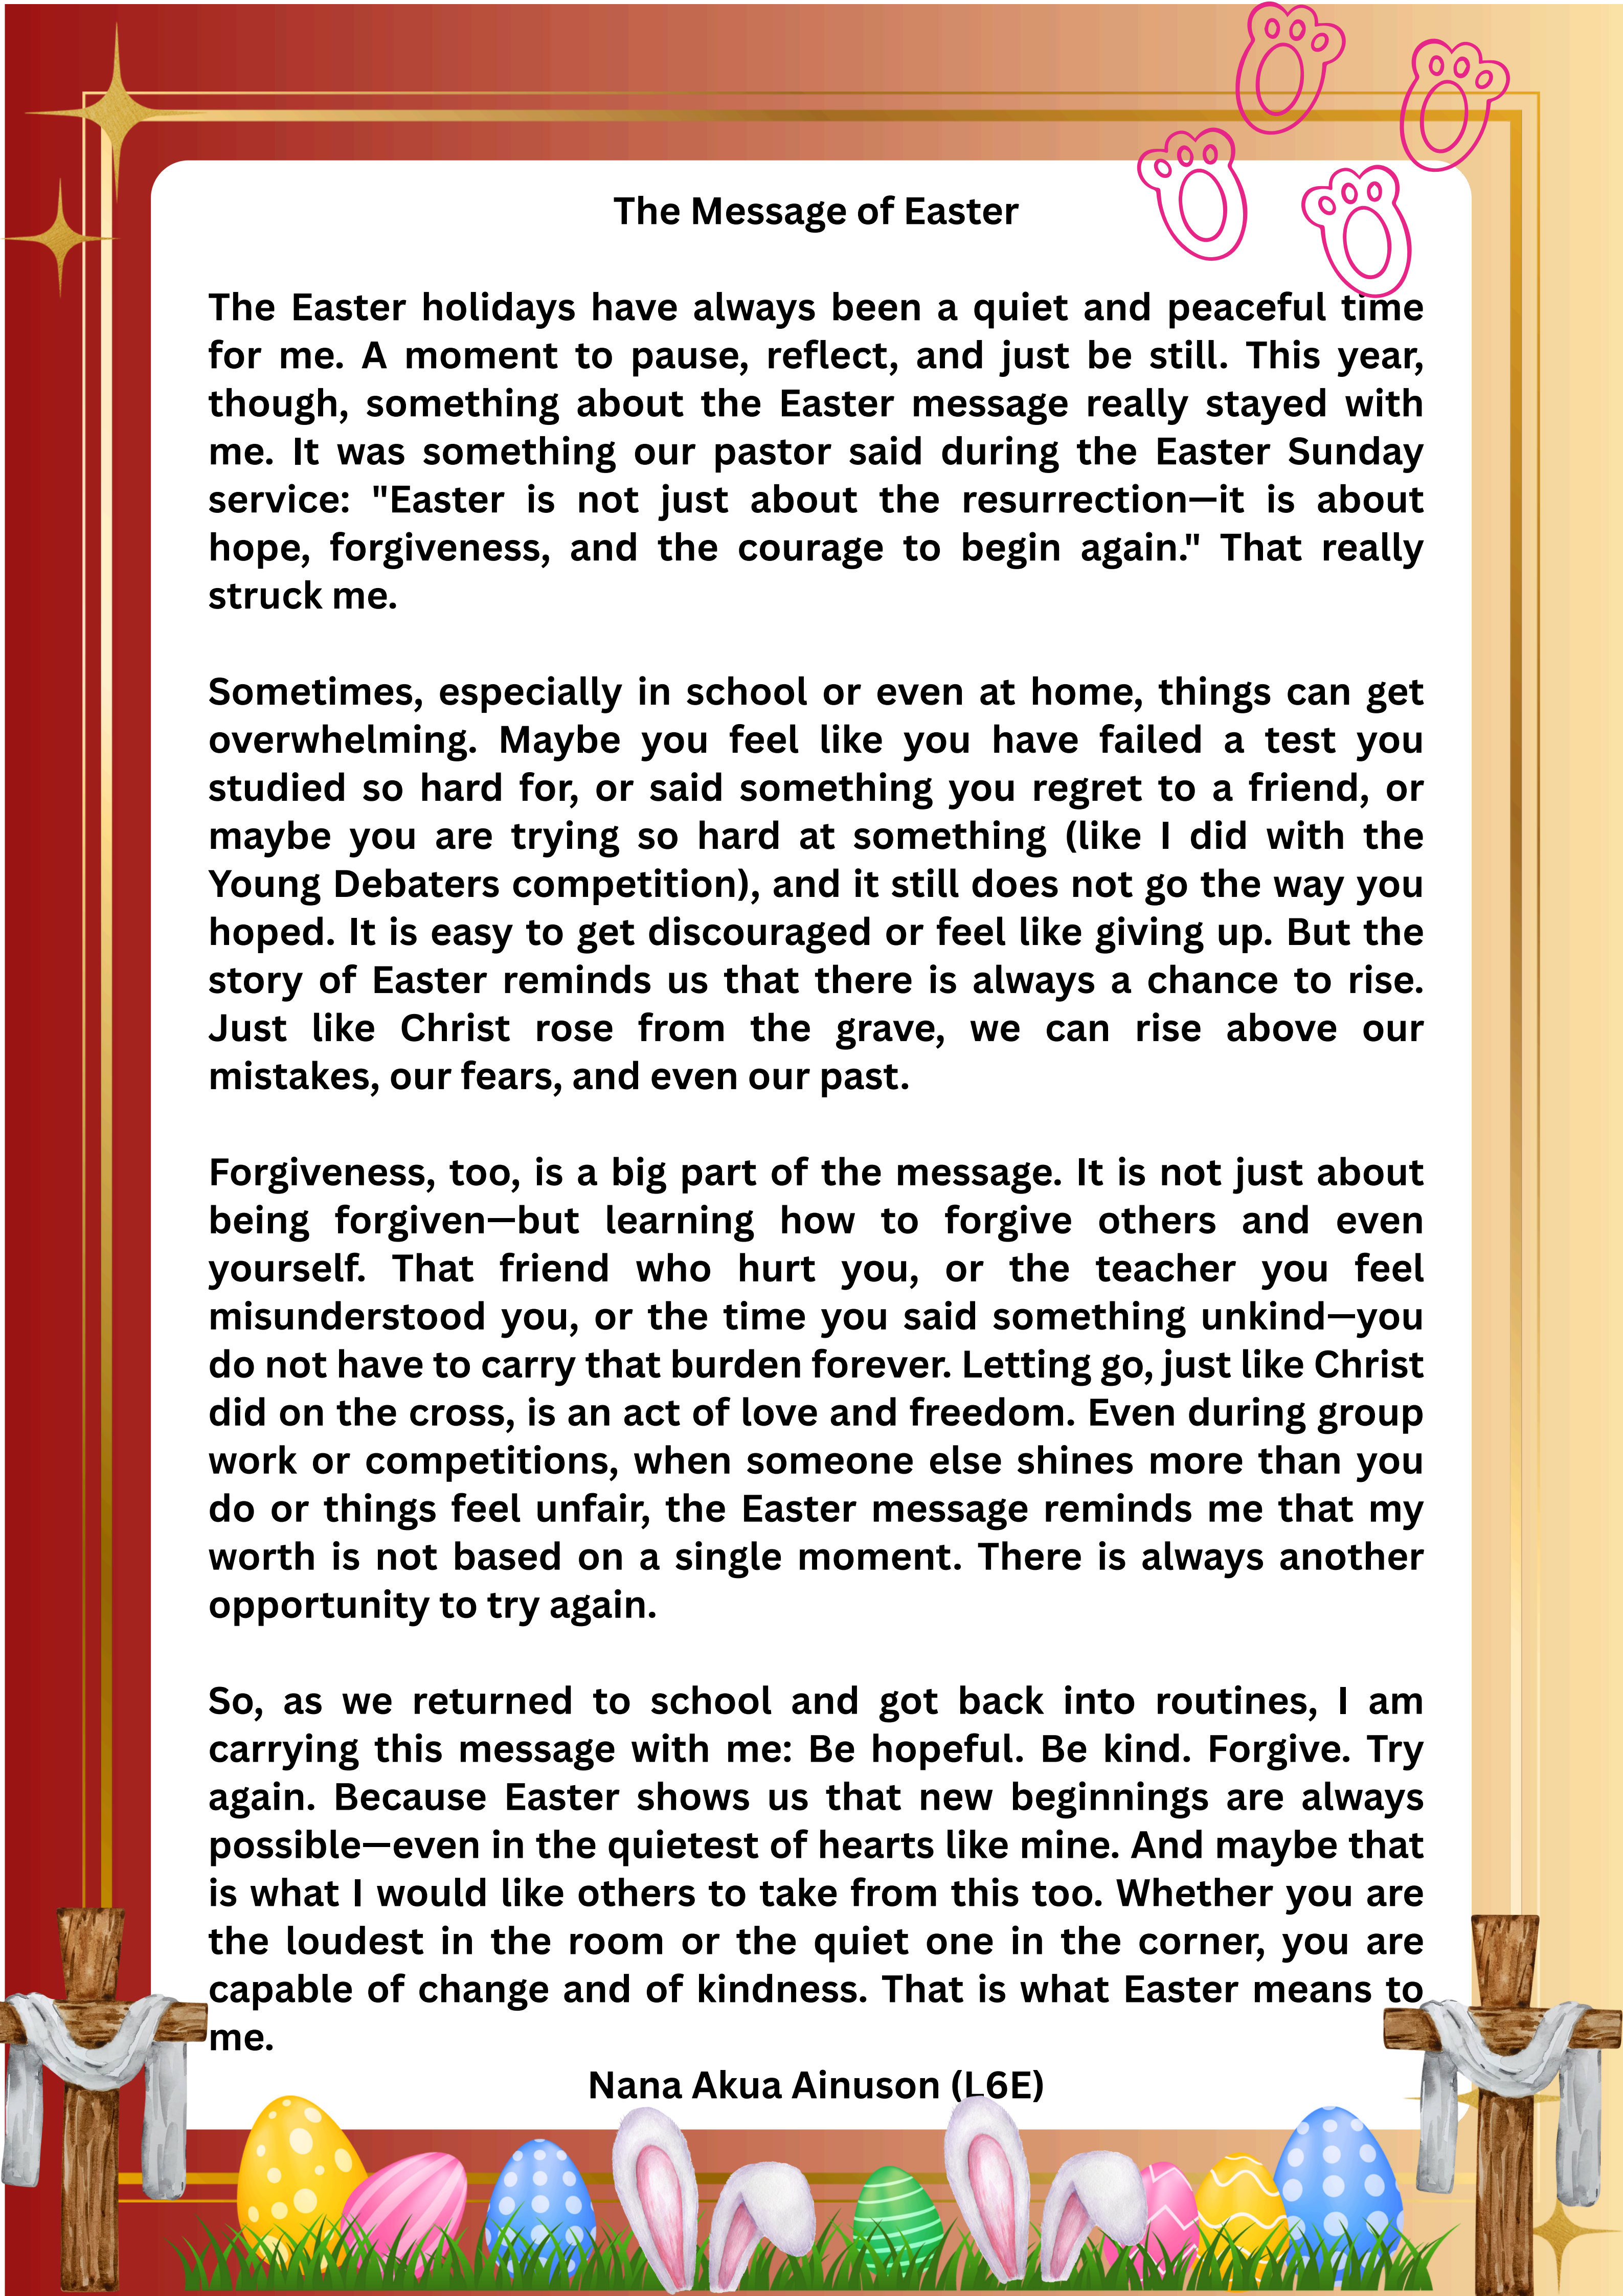 The Message of Easter
The Easter holidays have always been a quiet and peaceful time
for me. A moment to pause, reflect, and just be still. This year,
though, something about the Easter message really stayed with
me. It was something our pastor said during the Easter Sunday
service: "Easter is not just about the resurrection—it is about
hope, forgiveness, and the courage to begin again." That really
struck me.
Sometimes, especially in school or even at home, things can get
overwhelming. Maybe you feel like you have failed a test you
studied so hard for, or said something you regret to a friend, or
maybe you are trying so hard at something (like I did with the
Young Debaters competition), and it still does not go the way you
hoped. It is easy to get discouraged or feel like giving up. But the
story of Easter reminds us that there is always a chance to rise.
Just like Christ rose from the grave, we can rise above our
mistakes, our fears, and even our past.
Forgiveness, too, is a big part of the message. It is not just about
being forgiven—but learning how to forgive others and even
yourself. That friend who hurt you, or the teacher you feel
misunderstood you, or the time you said something unkind—you
do not have to carry that burden forever. Letting go, just like Christ
did on the cross, is an act of love and freedom. Even during group
work or competitions, when someone else shines more than you
do or things feel unfair, the Easter message reminds me that my
worth is not based on a single moment. There is always another
opportunity to try again.
So, as we returned to school and got back into routines, I am
carrying this message with me: Be hopeful. Be kind. Forgive. Try
again. Because Easter shows us that new beginnings are always
possible—even in the quietest of hearts like mine. And maybe that
is what I would like others to take from this too. Whether you are
the loudest in the room or the quiet one in the corner, you are
capable of change and of kindness. That is what Easter means to
me.
Nana Akua Ainuson (L6E)